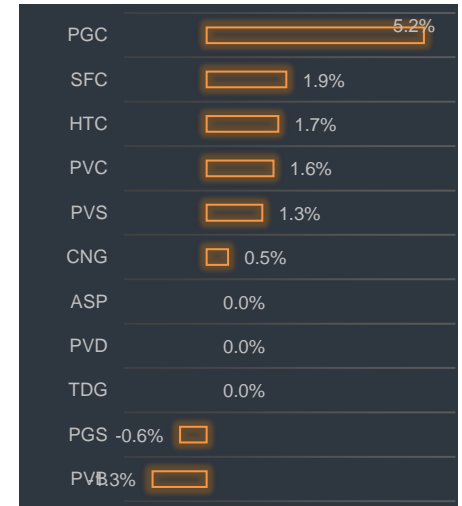 PGC 5.2%
SFC 1.9%
HTC 1.7%
PVC 1.6%
PVS 1.3%
CNG 0.5%
ASP 0.0%
PVD 0.0%
TDG 0.0%
PGS -0.6%